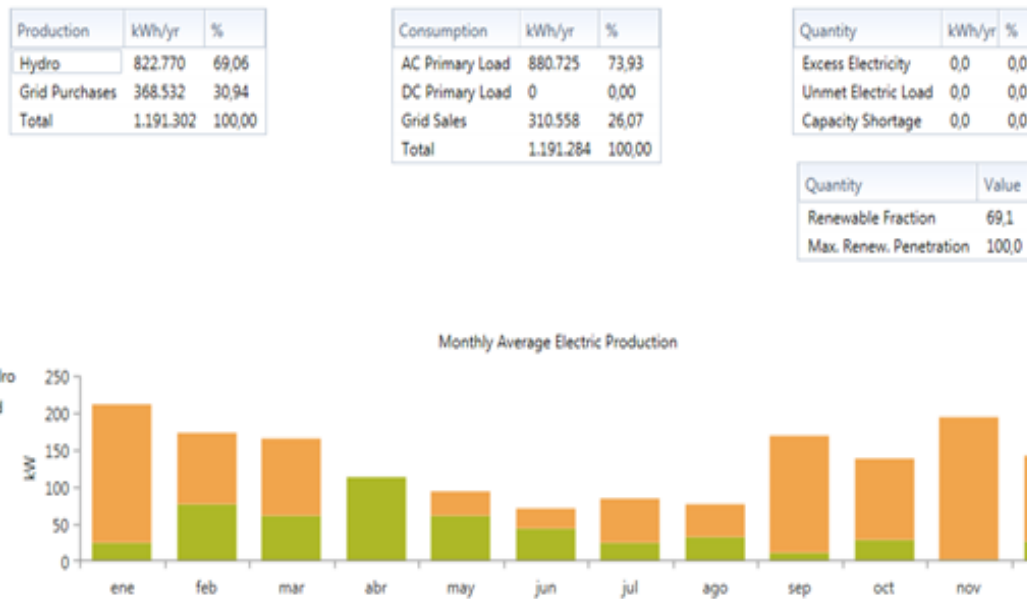 Production kWh/yr %
Hydro 822.770 69,06
Grid Purchases 368.532 30,94
Total 1.191.302 100,00
Consumption kWh/yr %
AC Primary Load 880.725 73,93
DC Primary Load 0 0,00
Grid Sales 310.558 26,07
Total 1.191.284 100,00
Quantity kWh/yr %
Excess Electricity 0,0 0,0
Unmet Electric Load 0,0 0,0
Capacity Shortage 0,0 0,0
Quantity Value
Renewable Fraction 69,1
Max. Renew. Penetration 100,0
Monthly Average Electric Production
kW
250
200
150
100
50
0
ene feb mar abr may jun jul ago sep oct nov